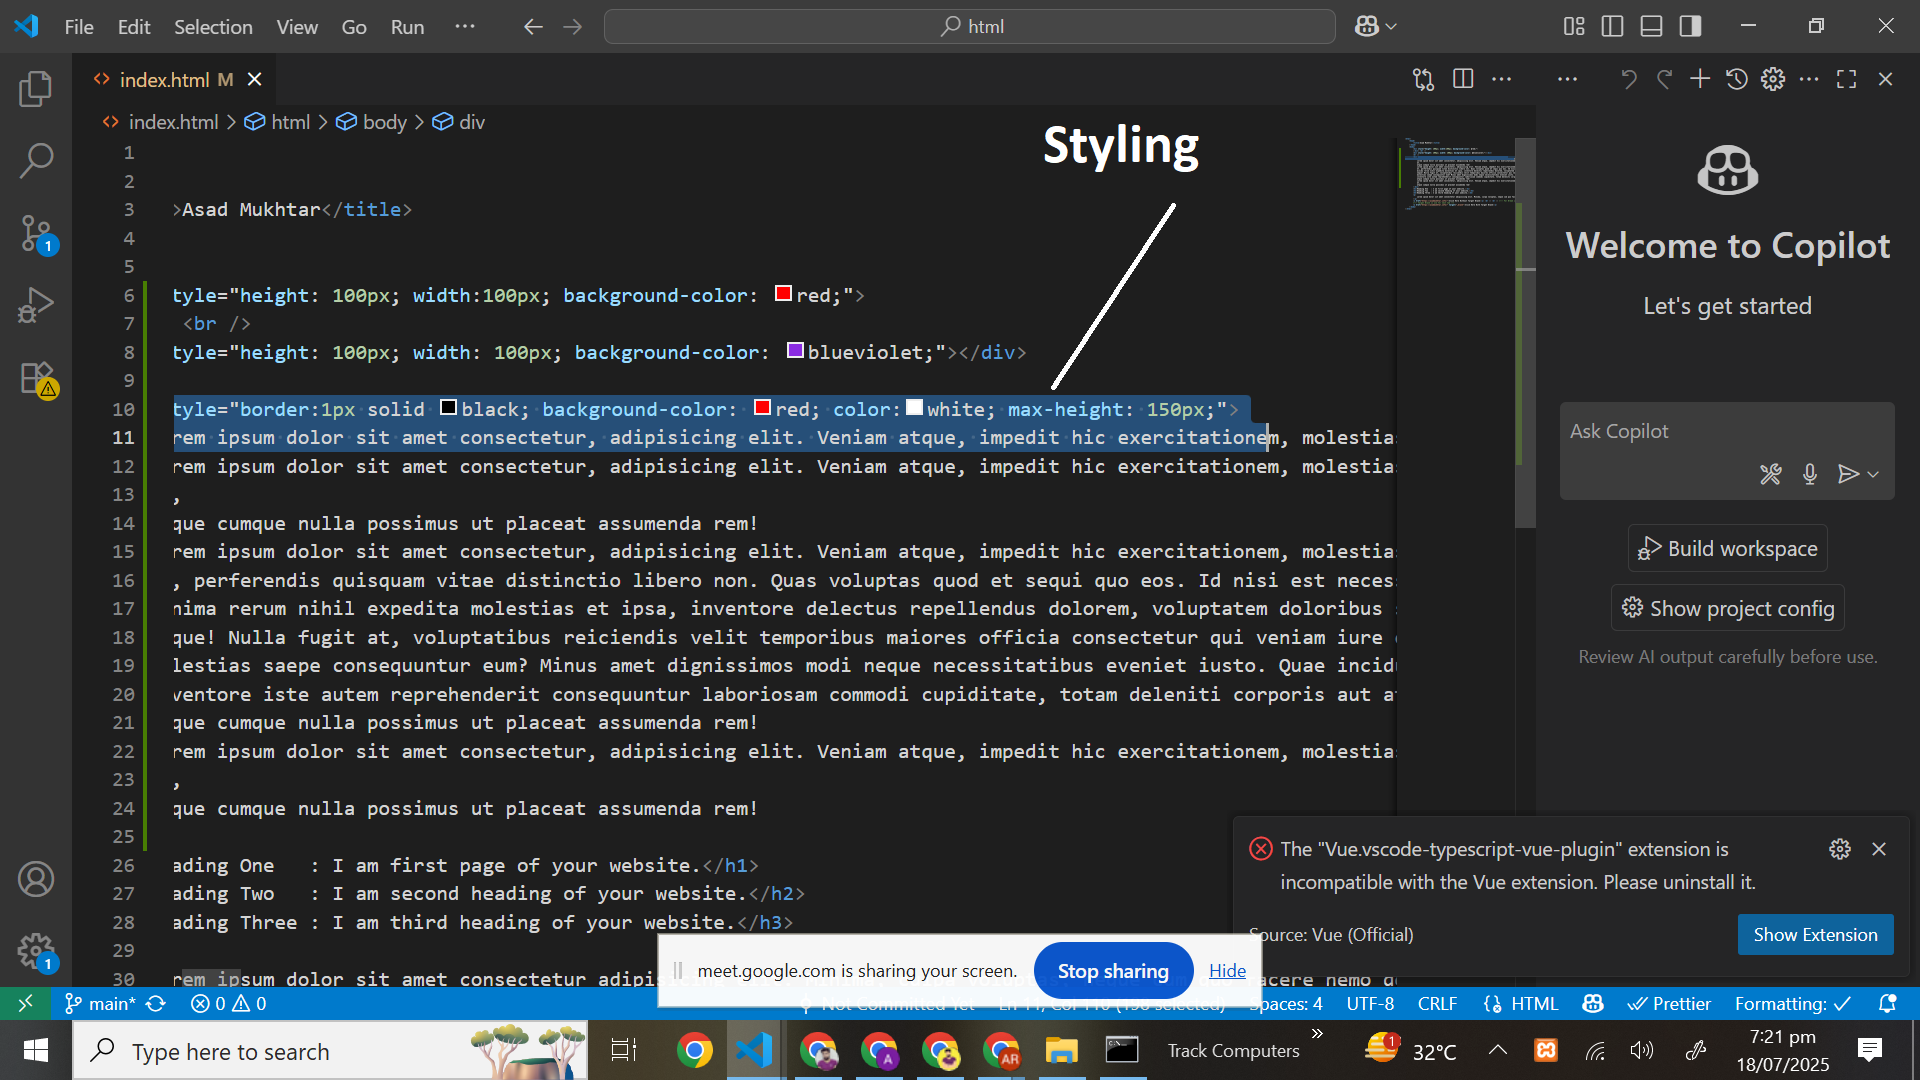 File Edit Selection View Go Run ··· html
index.html M
index.html > html > body > div
Styling
1
2
3 >Asad Mukhtar</title>
4
5
6 tyle="height: 100px; width:100px; background-color: red;">
7 <br />
8 tyle="height: 100px; width: 100px; background-color: blueviolet;"></div>
9
10 tyle="border:1px solid black; background-color: red; color: white; max-height: 150px;">
11 rem ipsum dolor sit amet consectetur, adipisicing elit. Veniam atque, impedit hic exercitationem, molestias
12 rem ipsum dolor sit amet consectetur, adipisicing elit. Veniam atque, impedit hic exercitationem, molestias
13 ,
14 que cumque nulla possimus ut placeat assumenda rem!
15 rem ipsum dolor sit amet consectetur, adipisicing elit. Veniam atque, impedit hic exercitationem, molestias
16 , perferendis quisquam vitae distinctio libero non. Quas voluptas quod et sequi quo eos. Id nisi est neces
17 nima rerum nihil expedita molestias et ipsa, inventore delectus repellendus dolorem, voluptatem doloribus
18 que! Nulla fugit at, voluptatibus reiciendis velit temporibus maiores officia consectetur qui veniam iure
19 lestias saepe consequuntur eum? Minus amet dignissimos modi neque necessitatibus eveniet iusto. Quae incidu
20 ventore iste autem reprehenderit consequuntur laboriosam commodi cupiditate, totam deleniti corporis aut a
21 que cumque nulla possimus ut placeat assumenda rem!
22 rem ipsum dolor sit amet consectetur, adipisicing elit. Veniam atque, impedit hic exercitationem, molestias
23 ,
24 que cumque nulla possimus ut placeat assumenda rem!
25
26 ading One : I am first page of your website.</h1>
27 ading Two : I am second heading of your website.</h2>
28 ading Three : I am third heading of your website.</h3>
29
30 rem ipsum dolor sit amet consectetur adipis
Welcome to Copilot
Let's get started
Ask Copilot
Build workspace
Show project config
Review AI output carefully before use.
The "Vue.vscode-typescript-vue-plugin" extension is
incompatible with the Vue extension. Please uninstall it.
Source: Vue (Official) Show Extension
meet.google.com is sharing your screen. Stop sharing Hide
main* 0 0 Spaces: 4 UTF-8 CRLF HTML Prettier Formatting:
1
1
Type here to search A AR Track Computers 1 32°C 7:21 pm
18/07/2025